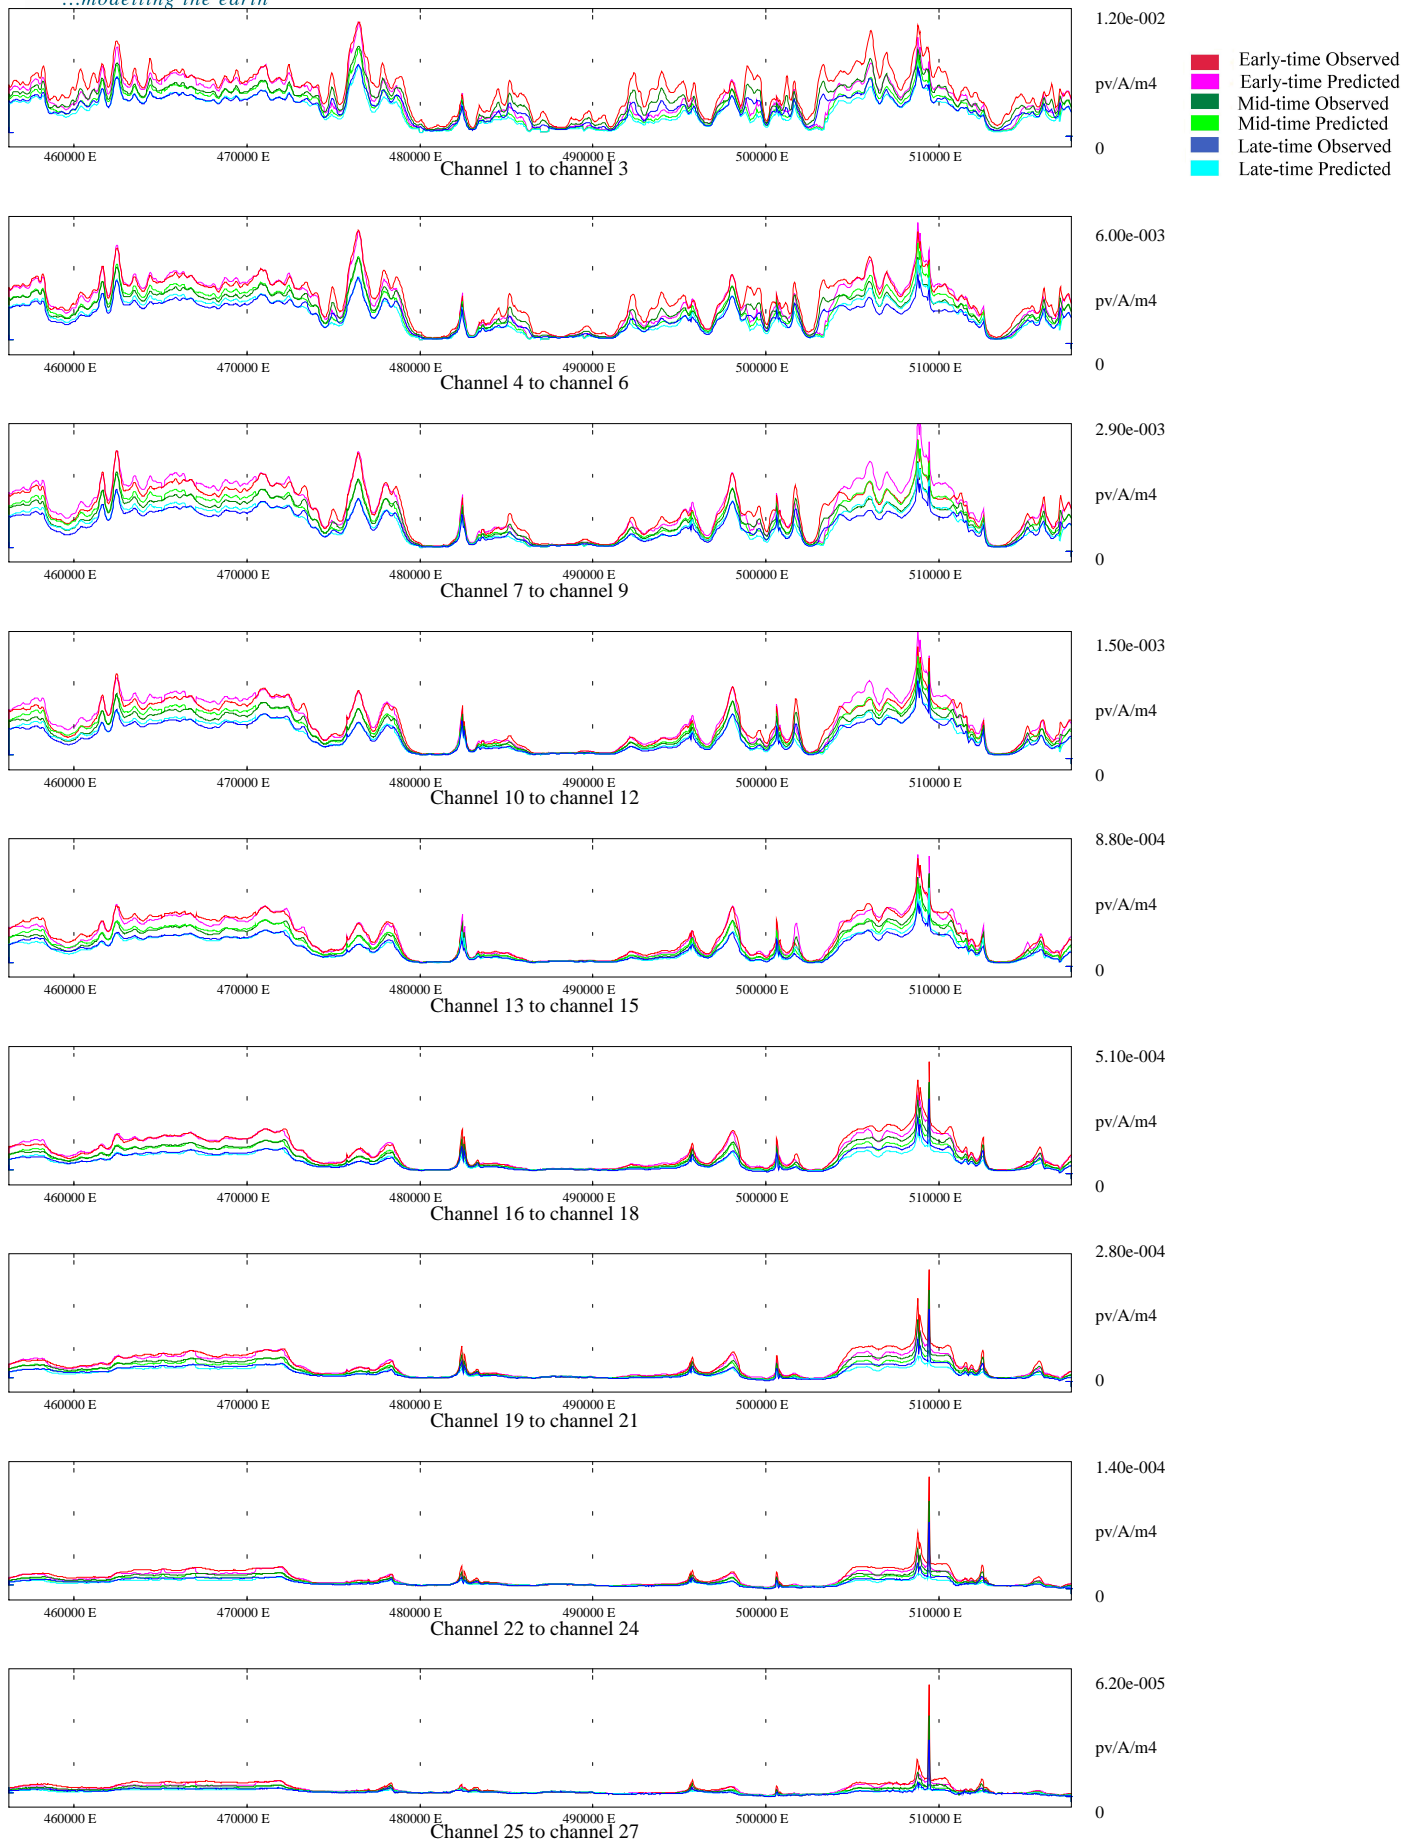 ...modelling the earth
1.20e-002
pv/A/m4
0
Early-time Observed
Early-time Predicted
Mid-time Observed
Mid-time Predicted
Late-time Observed
Late-time Predicted
460000 E 470000 E 480000 E 490000 E 500000 E 510000 E
Channel 1 to channel 3
6.00e-003
pv/A/m4
0
460000 E 470000 E 480000 E 490000 E 500000 E 510000 E
Channel 4 to channel 6
2.90e-003
pv/A/m4
0
460000 E 470000 E 480000 E 490000 E 500000 E 510000 E
Channel 7 to channel 9
1.50e-003
pv/A/m4
0
460000 E 470000 E 480000 E 490000 E 500000 E 510000 E
Channel 10 to channel 12
8.80e-004
pv/A/m4
0
460000 E 470000 E 480000 E 490000 E 500000 E 510000 E
Channel 13 to channel 15
5.10e-004
pv/A/m4
0
460000 E 470000 E 480000 E 490000 E 500000 E 510000 E
Channel 16 to channel 18
2.80e-004
pv/A/m4
0
460000 E 470000 E 480000 E 490000 E 500000 E 510000 E
Channel 19 to channel 21
1.40e-004
pv/A/m4
0
460000 E 470000 E 480000 E 490000 E 500000 E 510000 E
Channel 22 to channel 24
6.20e-005
pv/A/m4
0
460000 E 470000 E 480000 E 490000 E 500000 E 510000 E
Channel 25 to channel 27